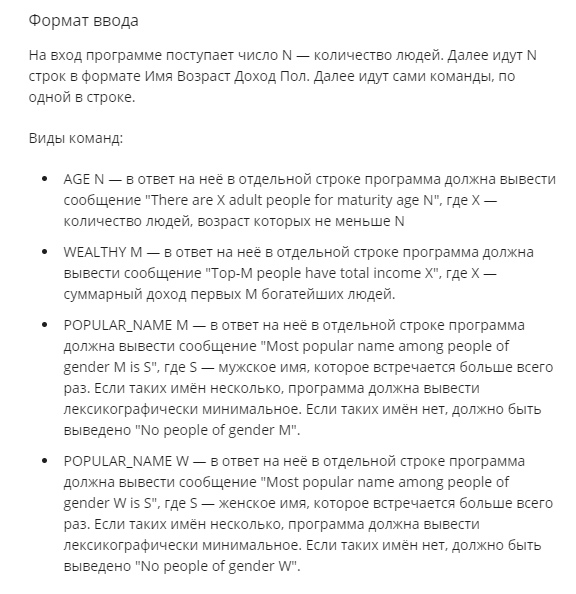 Формат ввода
На вход программе поступает число N — количество людей. Далее идут N
строк в формате Имя Возраст Доход Пол. Далее идут сами команды, по
одной в строке.
Виды команд:
AGE N — в ответ на неё в отдельной строке программа должна вывести
сообщение "There are X adult people for maturity age N", где X —
количество людей, возраст которых не меньше N
WEALTHY M — в ответ на неё в отдельной строке программа должна
вывести сообщение "Top-M people have total income X", где X —
суммарный доход первых M богатейших людей.
POPULAR_NAME M — в ответ на неё в отдельной строке программа
должна вывести сообщение "Most popular name among people of
gender M is S", где S — мужское имя, которое встречается больше всего
раз. Если таких имён несколько, программа должна вывести
лексикографически минимальное. Если таких имён нет, должно быть
выведено "No people of gender M".
POPULAR_NAME W — в ответ на неё в отдельной строке программа
должна вывести сообщение "Most popular name among people of
gender W is S", где S — женское имя, которое встречается больше всего
раз. Если таких имён несколько, программа должна вывести
лексикографически минимальное. Если таких имён нет, должно быть
выведено "No people of gender W".